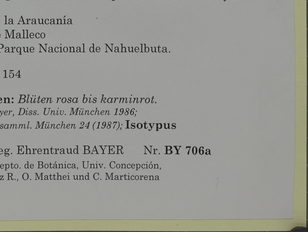 la Araucanía
Malleco
Parque Nacional de Nahuelbuta.
154
en: Blüten rosa bis karminrot.
yer, Diss. Univ. München 1986;
samml. München 24 (1987); Isotypus
eg. Ehrentraud BAYER Nr. BY 706a
epto. de Botánica, Univ. Concepción,
z R., O. Matthei und C. Marticorena